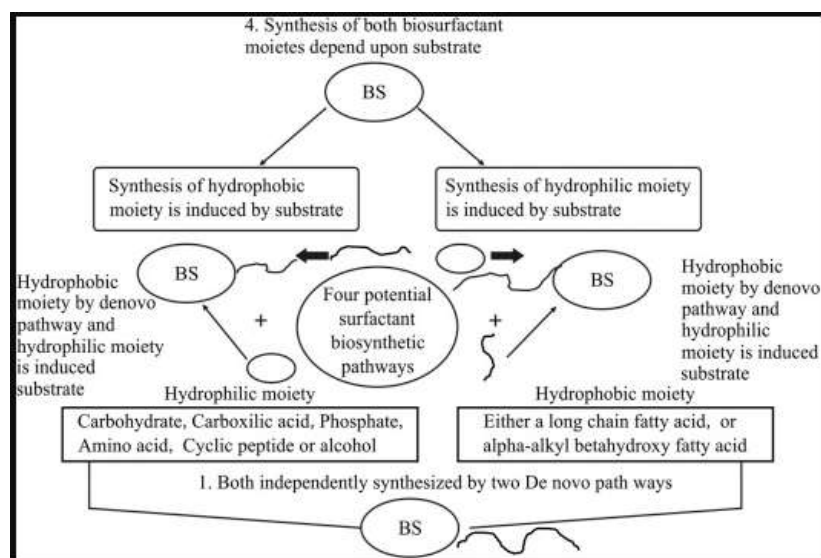 4. Synthesis of both biosurfactant
moietes depend upon substrate
BS
Synthesis of hydrophobic
moiety is induced by substrate
Synthesis of hydrophilic moiety
is induced by substrate
BS
BS
Hydrophobic
moiety by denovo
pathway and
hydrophilic moiety
is induced
substrate
+
Four potential
surfactant
biosynthetic
pathways
+
Hydrophobic
moiety by denovo
pathway and
hydrophilic
moiety is induced
substrate
Hydrophilic moiety
Carbohydrate, Carboxilic acid, Phosphate,
Amino acid, Cyclic peptide or alcohol
Hydrophobic moiety
Either a long chain fatty acid, or
alpha-alkyl betahydroxy fatty acid
1. Both independently synthesized by two De novo path ways
BS